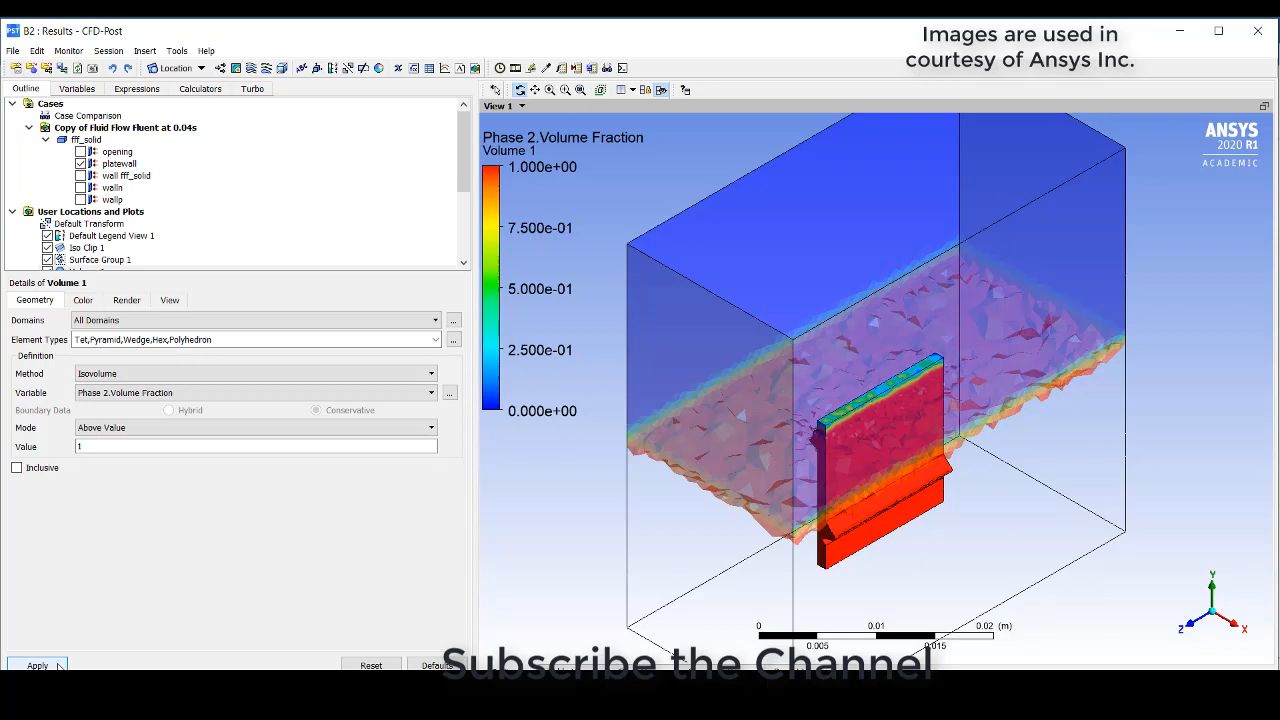 B2 : Results - CFD-Post
Images are used in
courtesy of Ansys Inc.
File Edit Monitor Session Insert Tools Help
Location
Outline Variables Expressions Calculators Turbo
View 1
Cases
Case Comparison
Copy of Fluid Flow Fluent at 0.04s
fff_solid
opening
platewall
wall fff_solid
walln
wallp
User Locations and Plots
Default Transform
Default Legend View 1
Iso Clip 1
Surface Group 1
Details of Volume 1
Geometry Color Render View
Domains All Domains ...
Element Types Tet,Pyramid,Wedge,Hex,Polyhedron ...
Definition
Method Isovolume
Variable Phase 2.Volume Fraction ...
Boundary Data Hybrid Conservative
Mode Above Value
Value 1
Inclusive
Apply Reset Defaults
Phase 2.Volume Fraction
Volume 1
1.000e+00
7.500e-01
5.000e-01
2.500e-01
0.000e+00
ANSYS
2020 R1
ACADEMIC
Y
Z X
0 0.01 0.02 (m)
0.005 0.015
Subscribe the Channel